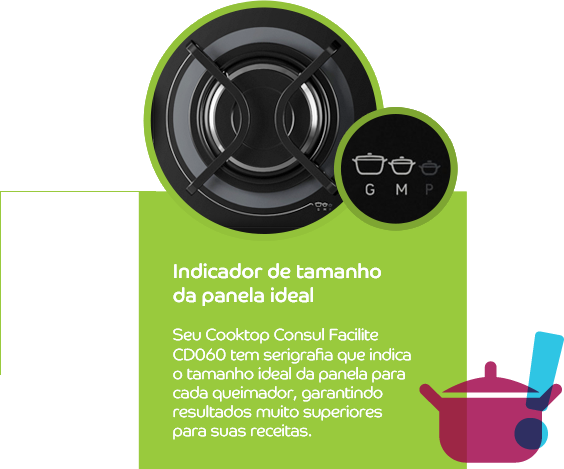 G M P
Indicador de tamanho
da panela ideal
Seu Cooktop Consul Facilite
CD060 tem serigrafia que indica
o tamanho ideal da panela para
cada queimador, garantindo
resultados muito superiores
para suas receitas.